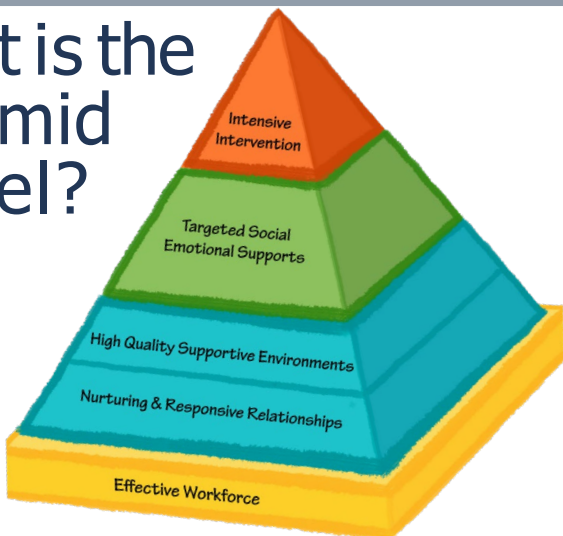 t is the
mid
el?
Intensive
Intervention
Targeted Social
Emotional Supports
High Quality Supportive Environments
Nurturing & Responsive Relationships
Effective Workforce